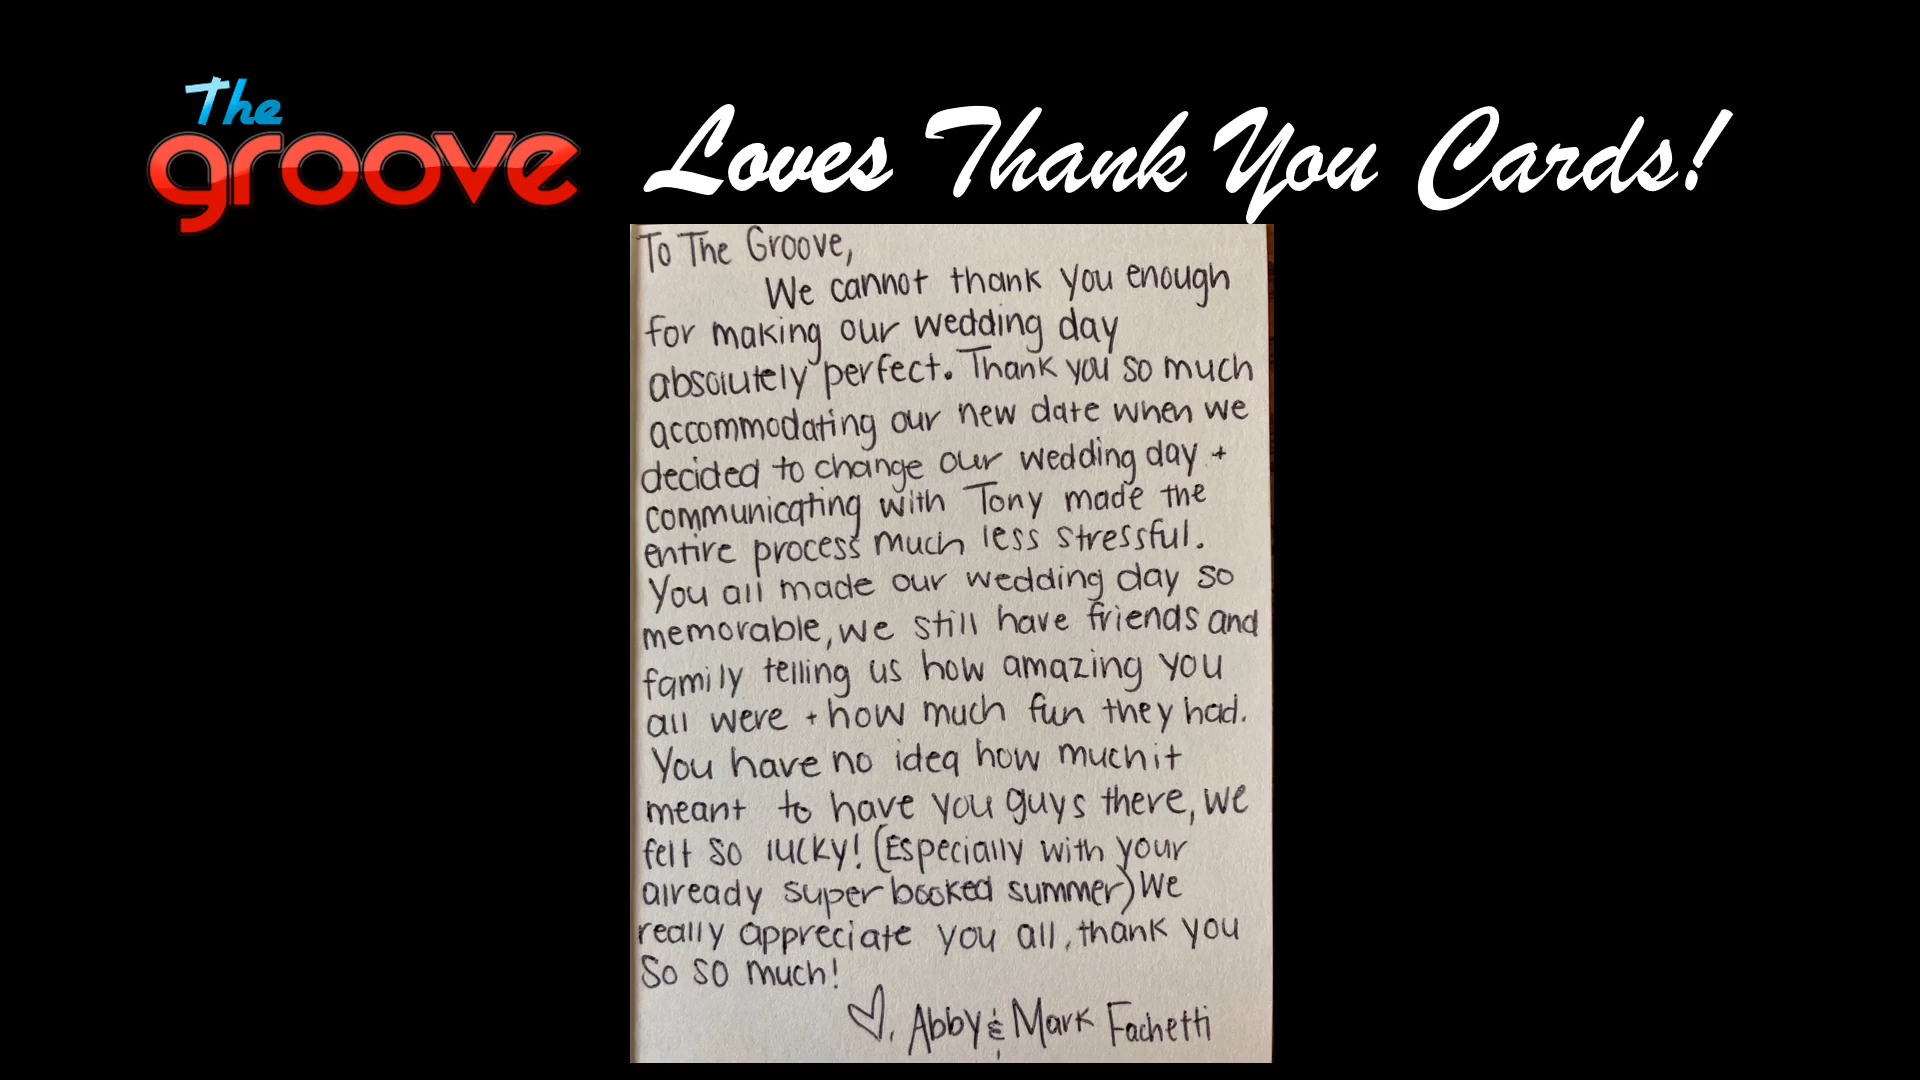 The groove Loves Thank You Cards!
To The Groove,
We cannot thank you enough
for making our wedding day
absolutely perfect. Thank you so much
accommodating our new date when we
decided to change our wedding day +
communicating with Tony made the
entire process much less stressful.
You all made our wedding day so
memorable, we still have friends and
family telling us how amazing you
all were + how much fun they had.
You have no idea how much it
meant to have you guys there, we
felt so lucky! (Especially with your
already super booked summer) We
really appreciate you all, thank you
so so much!
♡, Abby & Mark Fachetti